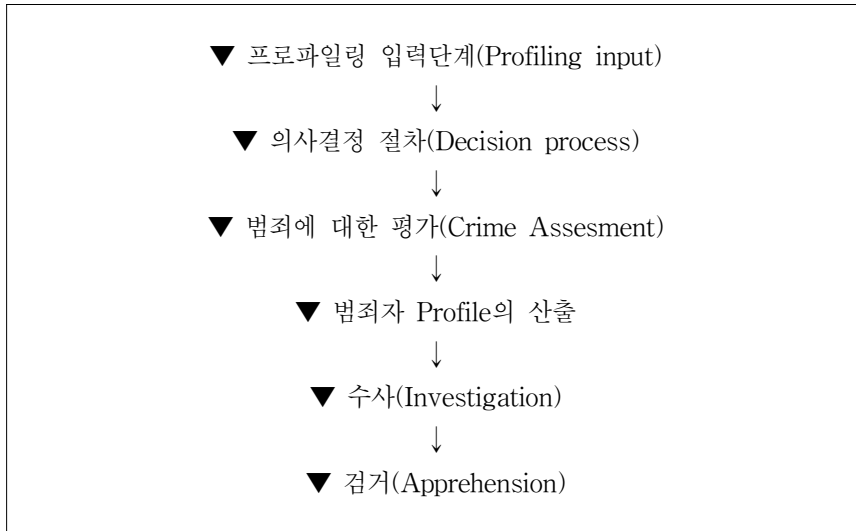 ▼ 프로파일링 입력단계(Profiling input)
↓
▼ 의사결정 절차(Decision process)
↓
▼ 범죄에 대한 평가(Crime Assesment)
↓
▼ 범죄자 Profile의 산출
↓
▼ 수사(Investigation)
↓
▼ 검거(Apprehension)